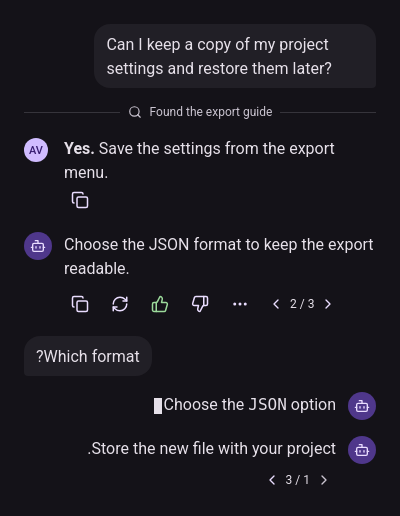 Can I keep a copy of my project
settings and restore them later?
Found the export guide
AV
Yes. Save the settings from the export
menu.
Choose the JSON format to keep the export
readable.
2 / 3
?Which format
Choose the JSON option
.Store the new file with your project
3 / 1